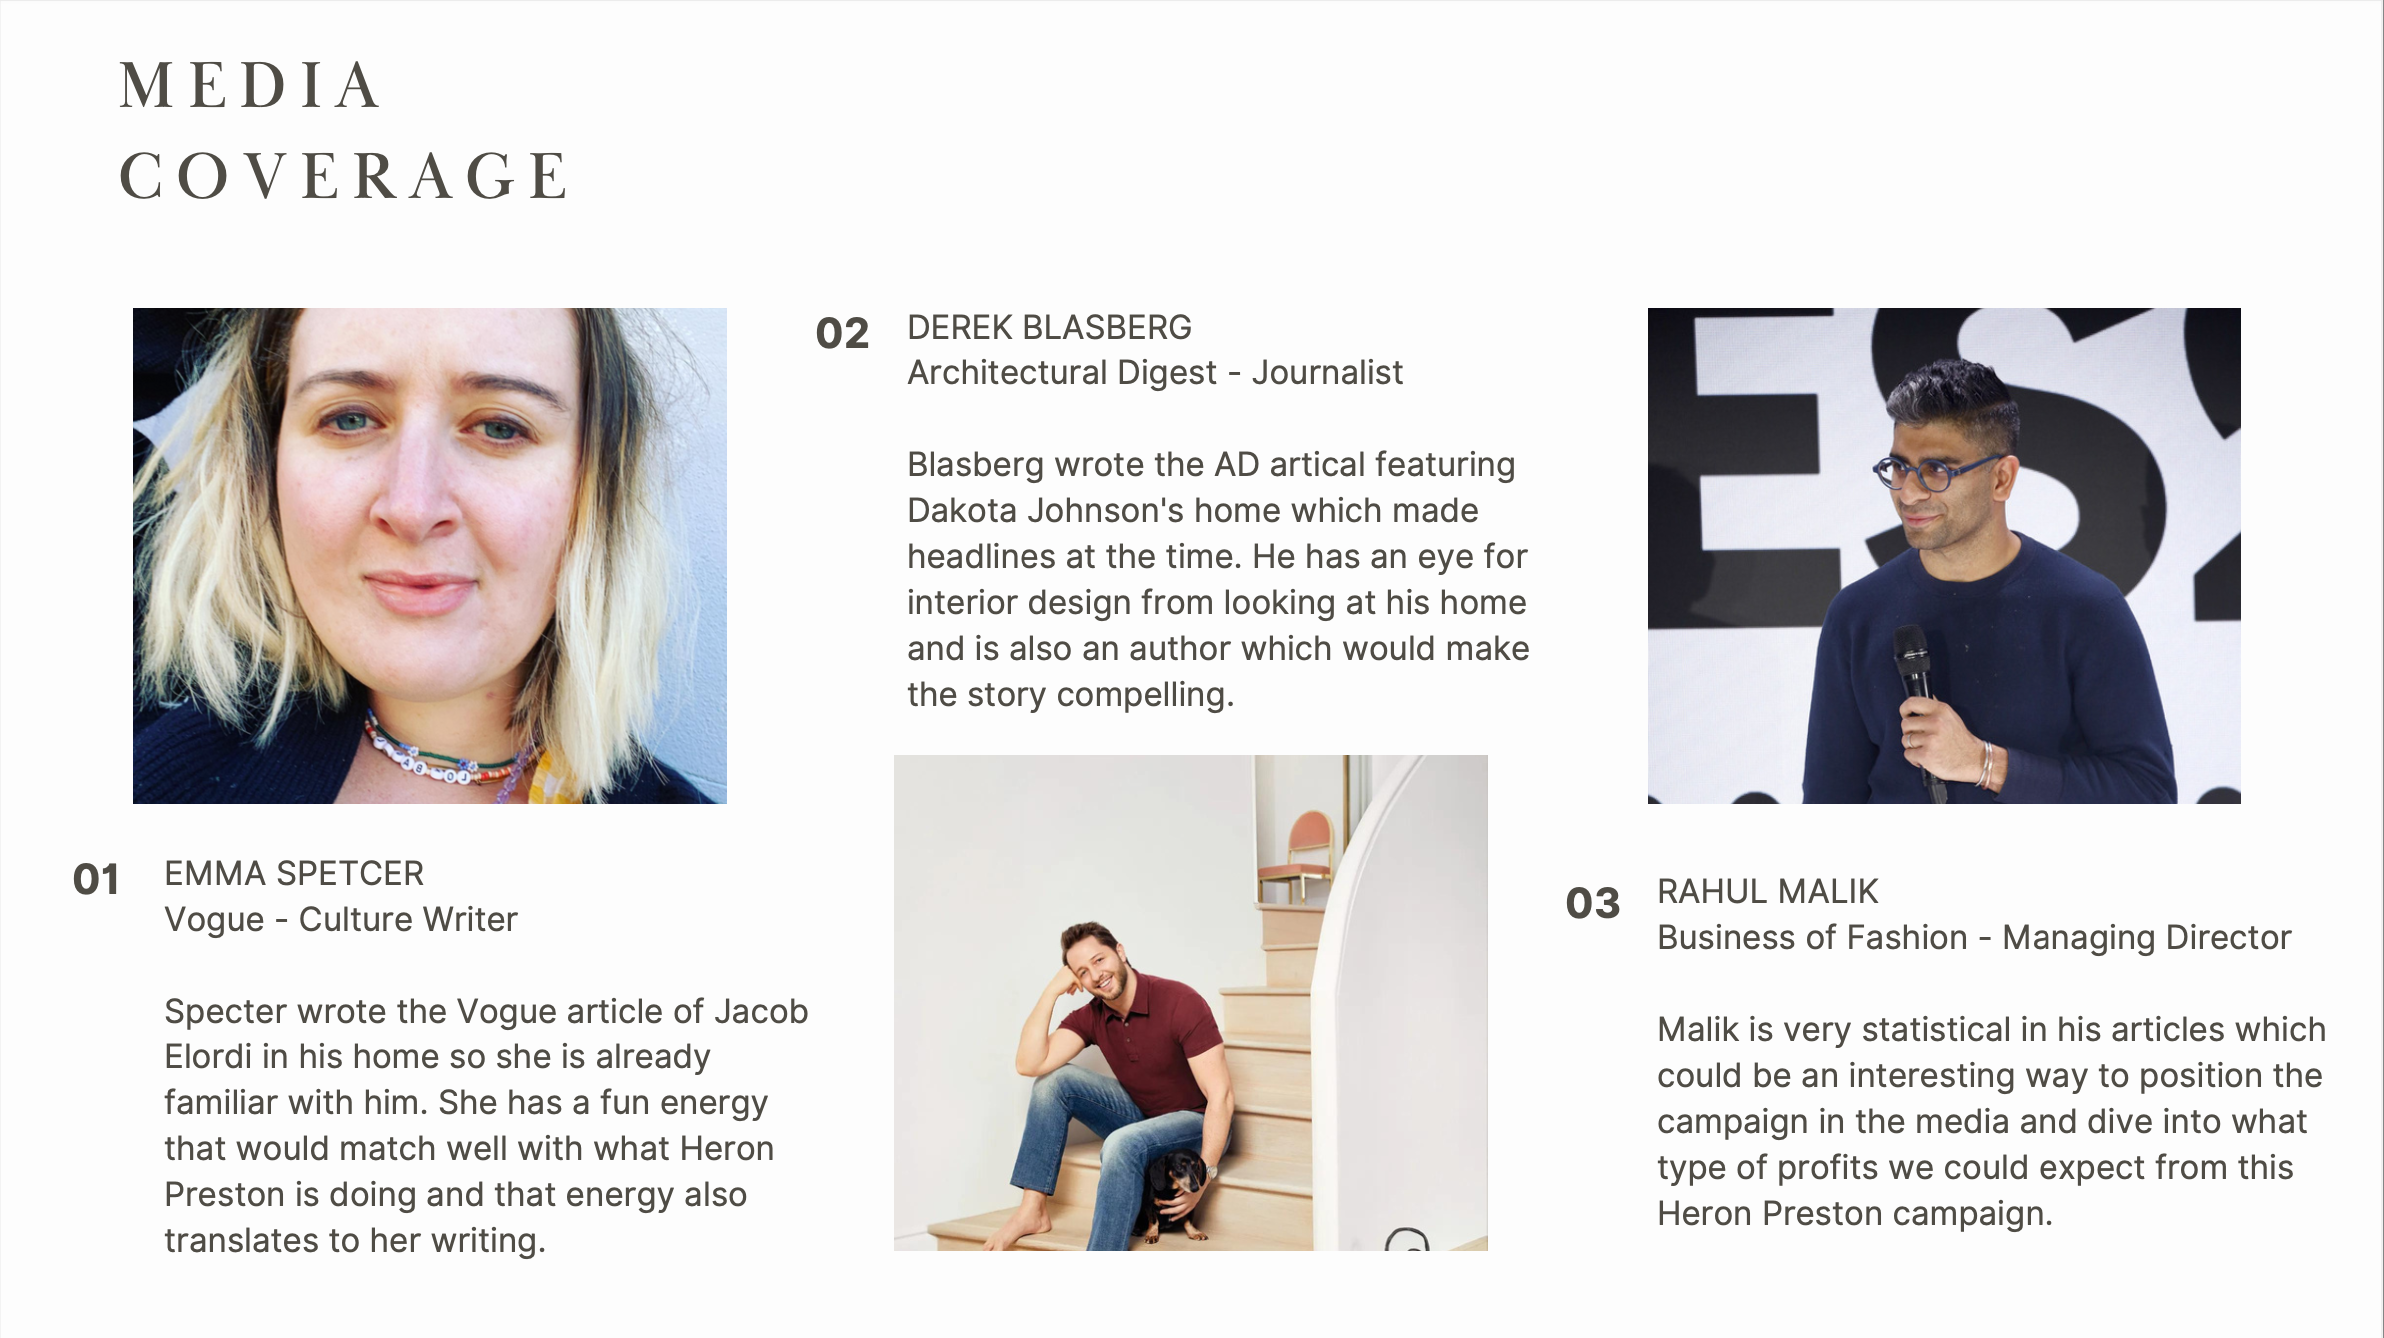 MEDIA
COVERAGE
01
EMMA SPETCER
Vogue - Culture Writer
Specter wrote the Vogue article of Jacob
Elordi in his home so she is already
familiar with him. She has a fun energy
that would match well with what Heron
Preston is doing and that energy also
translates to her writing.
02
DEREK BLASBERG
Architectural Digest - Journalist
Blasberg wrote the AD artical featuring
Dakota Johnson's home which made
headlines at the time. He has an eye for
interior design from looking at his home
and is also an author which would make
the story compelling.
03
RAHUL MALIK
Business of Fashion - Managing Director
Malik is very statistical in his articles which
could be an interesting way to position the
campaign in the media and dive into what
type of profits we could expect from this
Heron Preston campaign.
ES